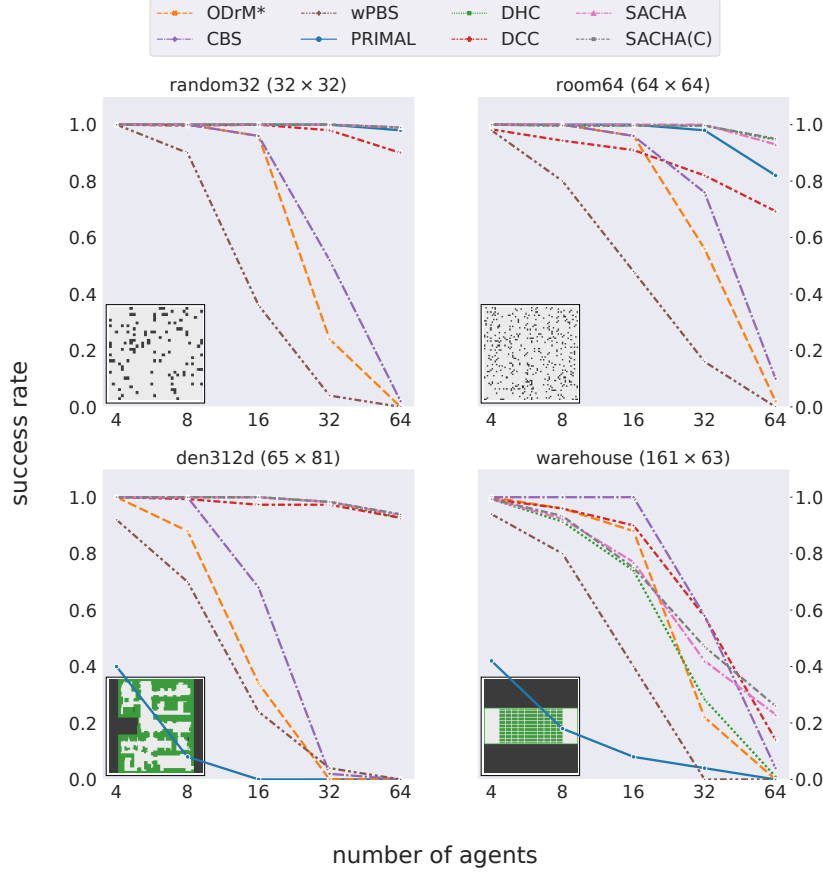 ODrM* wPBS DHC SACHA
CBS PRIMAL DCC SACHA(C)
random32 (32 × 32) room64 (64 × 64)
1.0 1.0
0.8 0.8
0.6 0.6
0.4 0.4
0.2 0.2
0.0 0.0
4 8 16 32 64 4 8 16 32 64
success rate
den312d (65 × 81) warehouse (161 × 63)
1.0 1.0
0.8 0.8
0.6 0.6
0.4 0.4
0.2 0.2
0.0 0.0
4 8 16 32 64 4 8 16 32 64
number of agents